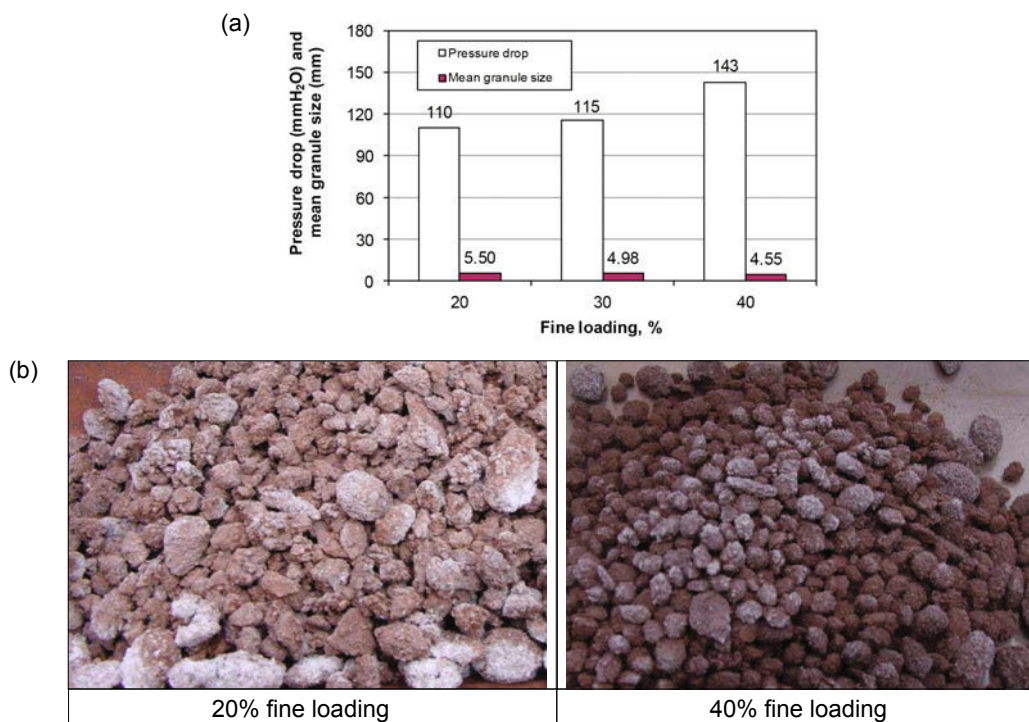 (a)
Pressure drop (mmH₂O) and
mean granule size (mm)
180
150
120
90
60
30
0
Pressure drop
Mean granule size
110
5.50
115
4.98
143
4.55
20
30
40
Fine loading, %
(b)
20% fine loading
40% fine loading